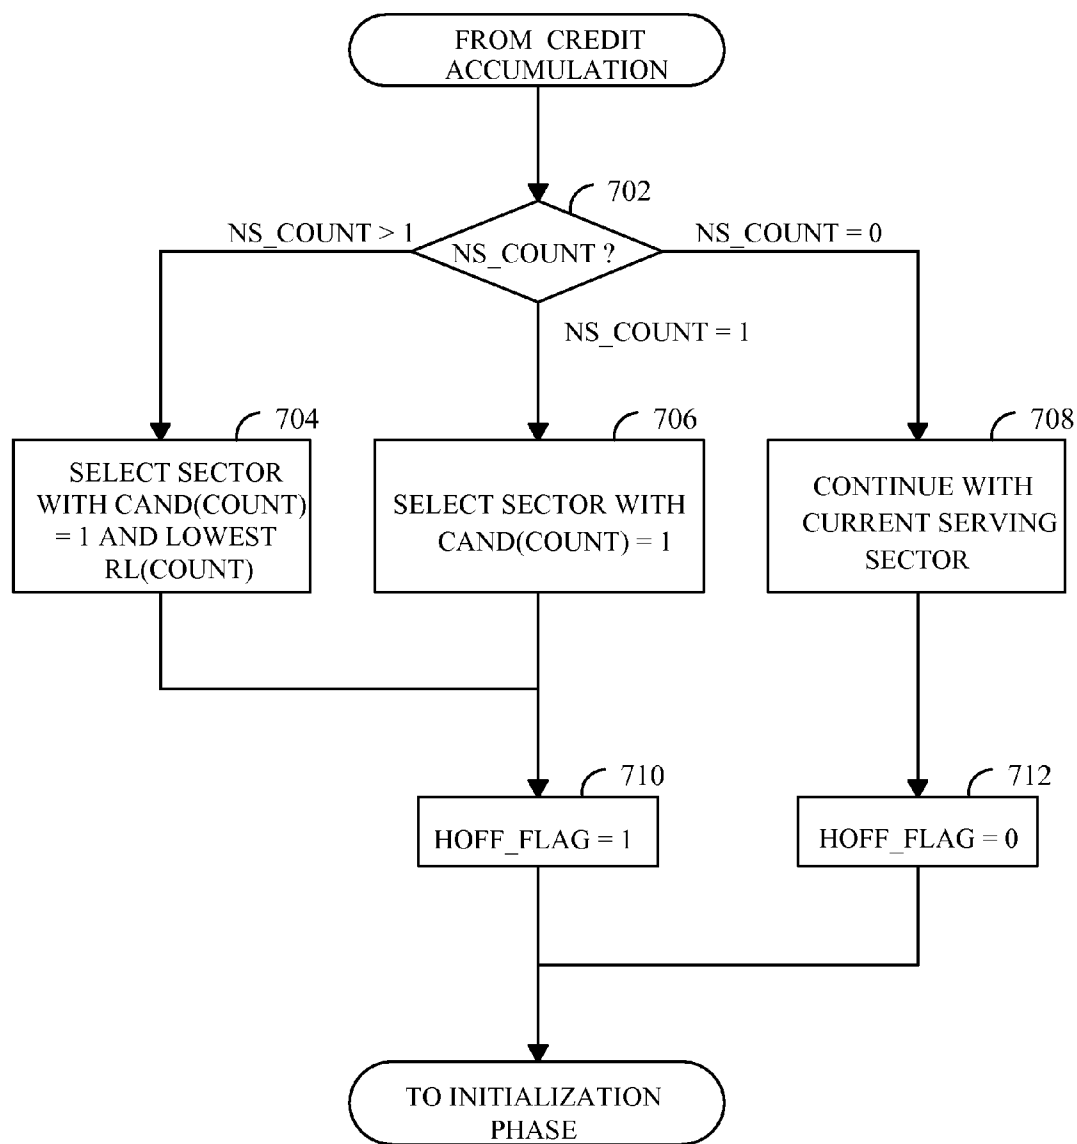 FROM CREDIT
ACCUMULATION
702
NS_COUNT > 1
NS_COUNT ?
NS_COUNT = 0
NS_COUNT = 1
704
706
708
SELECT SECTOR
WITH CAND(COUNT)
= 1 AND LOWEST
RL(COUNT)
SELECT SECTOR WITH
CAND(COUNT) = 1
CONTINUE WITH
CURRENT SERVING
SECTOR
710
712
HOFF_FLAG = 1
HOFF_FLAG = 0
TO INITIALIZATION
PHASE